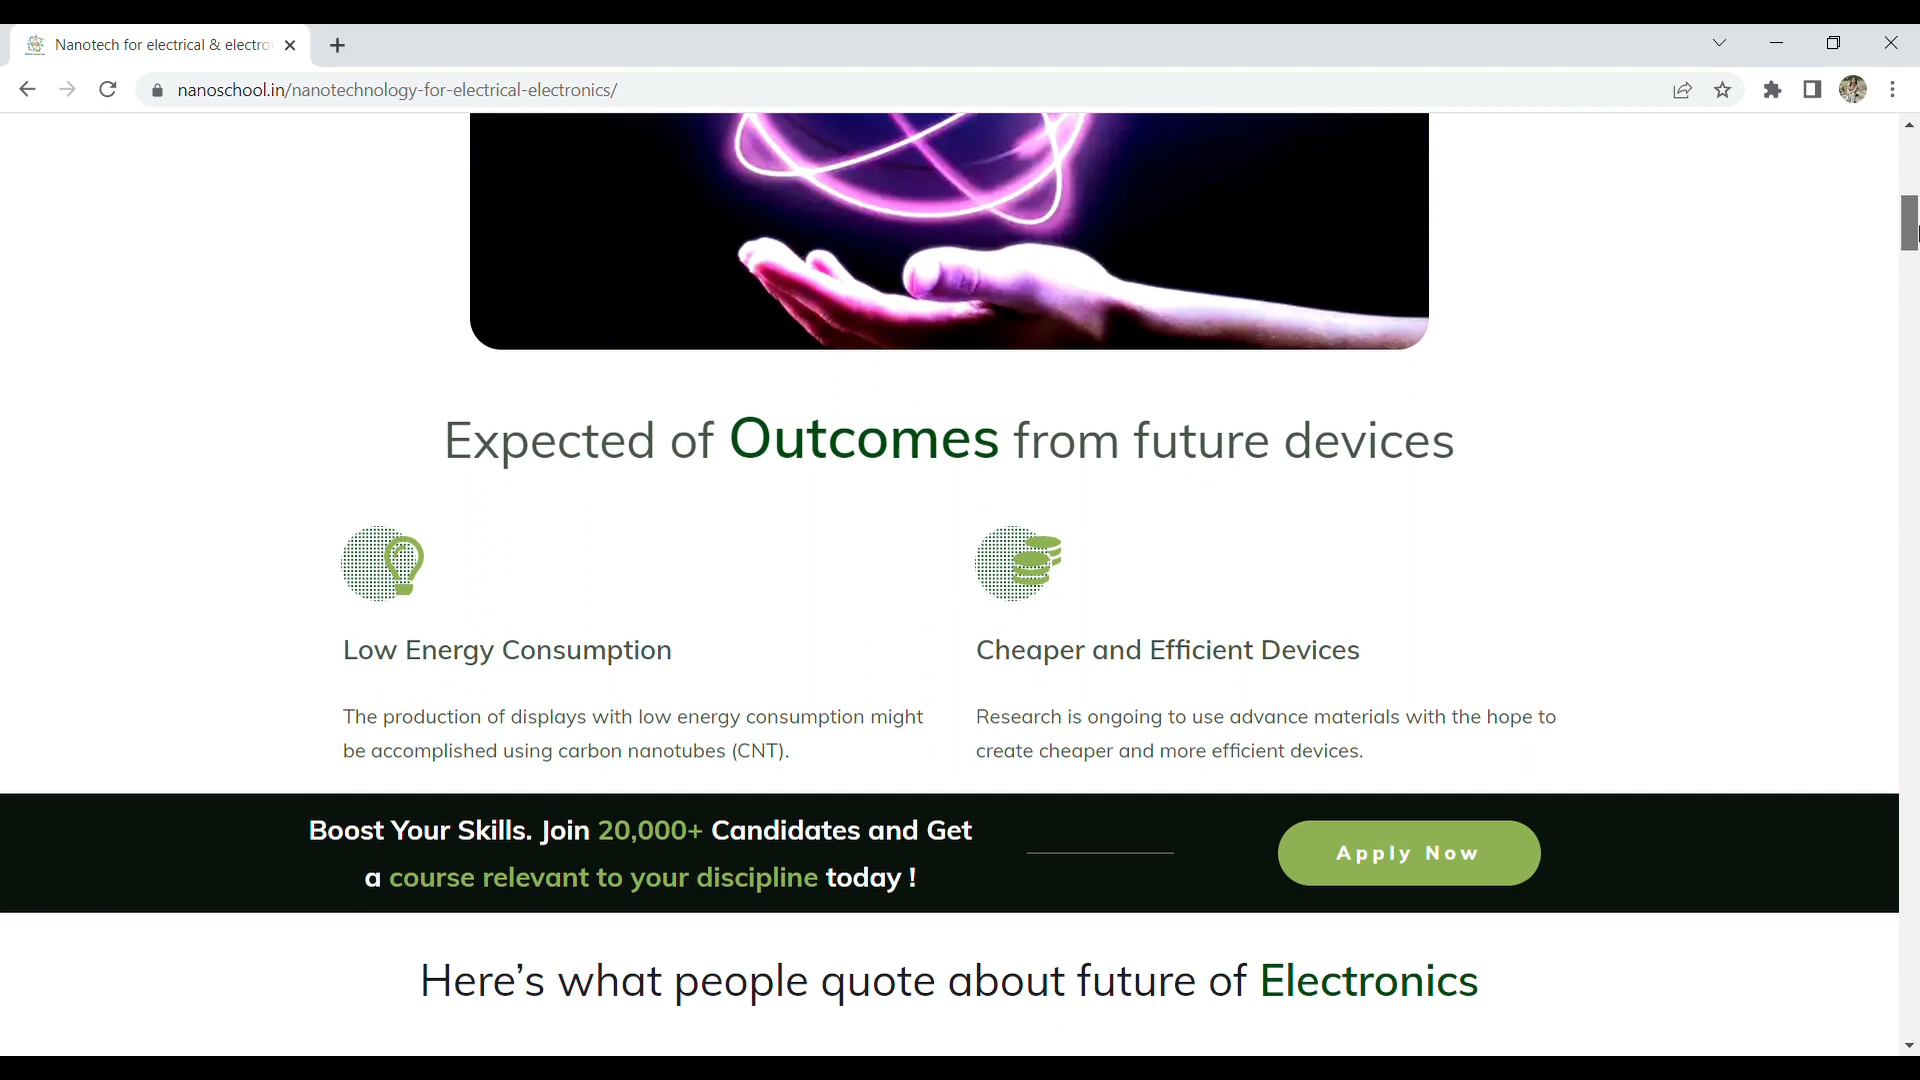 Nanotech for electrical & electro
nanoschool.in/nanotechnology-for-electrical-electronics/
Expected of Outcomes from future devices
Low Energy Consumption
The production of displays with low energy consumption might
be accomplished using carbon nanotubes (CNT).
Cheaper and Efficient Devices
Research is ongoing to use advance materials with the hope to
create cheaper and more efficient devices.
Boost Your Skills. Join 20,000+ Candidates and Get
a course relevant to your discipline today !
Apply Now
Here’s what people quote about future of Electronics